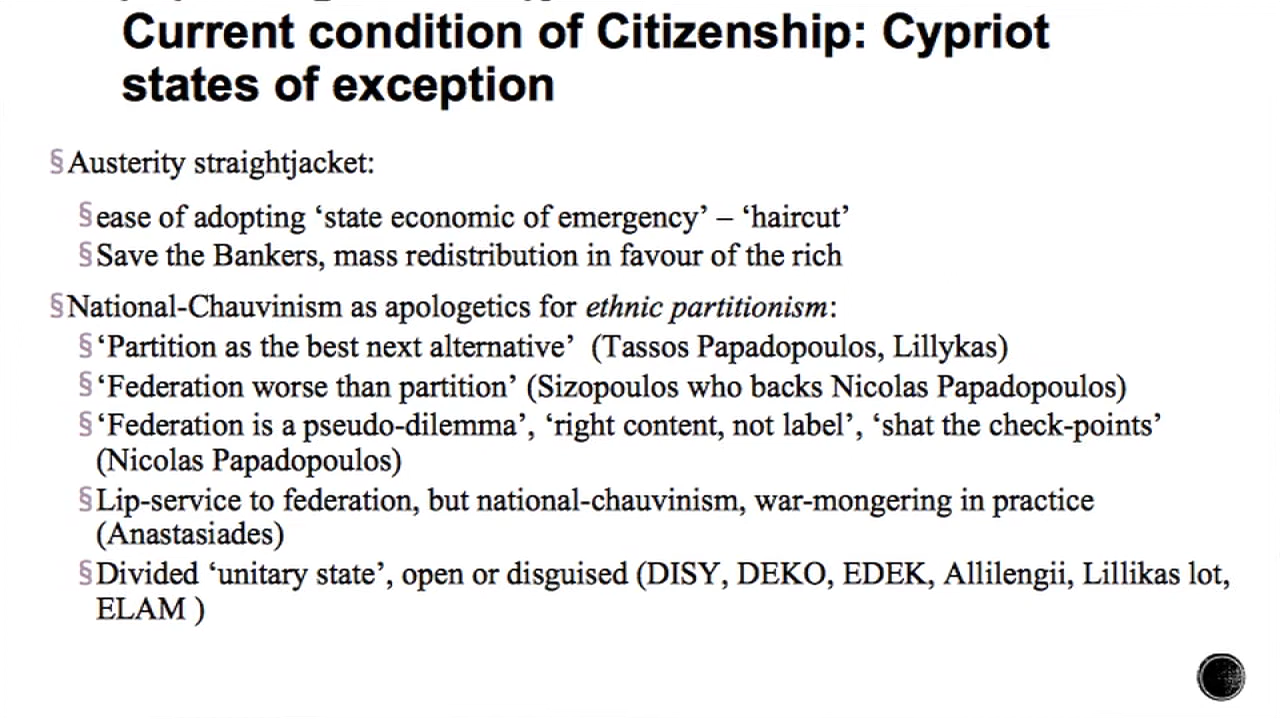 Current condition of Citizenship: Cypriot
states of exception
§Austerity straightjacket:
§ease of adopting ‘state economic of emergency’ – ‘haircut’
§Save the Bankers, mass redistribution in favour of the rich
§National-Chauvinism as apologetics for ethnic partitionism:
§‘Partition as the best next alternative’ (Tassos Papadopoulos, Lillykas)
§‘Federation worse than partition’ (Sizopoulos who backs Nicolas Papadopoulos)
§‘Federation is a pseudo-dilemma’, ‘right content, not label’, ‘shat the check-points’
(Nicolas Papadopoulos)
§Lip-service to federation, but national-chauvinism, war-mongering in practice
(Anastasiades)
§Divided ‘unitary state’, open or disguised (DISY, DEKO, EDEK, Allilengii, Lillikas lot,
ELAM )